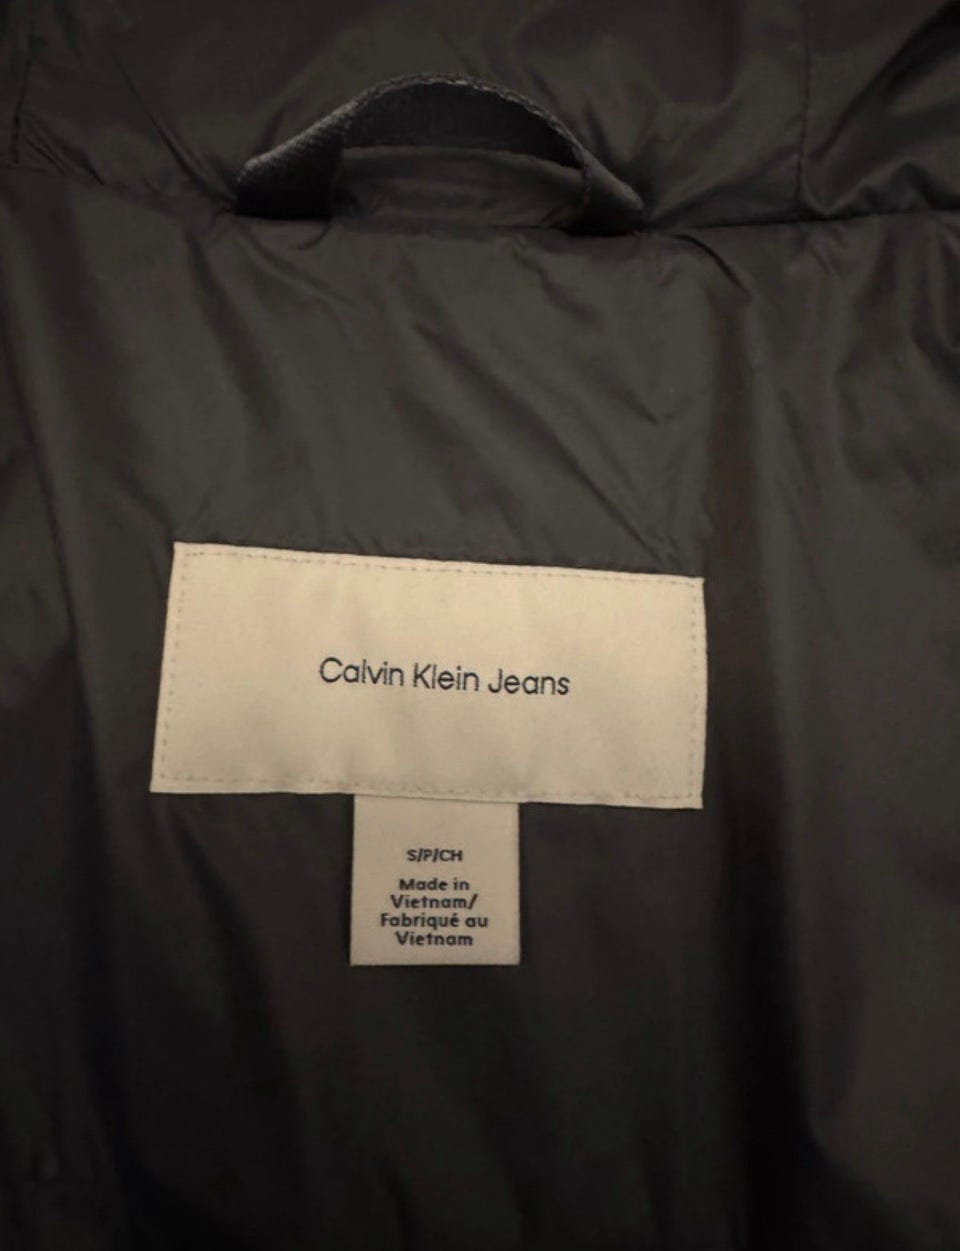 Calvin Klein Jeans
S/P/CH
Made in
Vietnam/
Fabriqué au
Vietnam